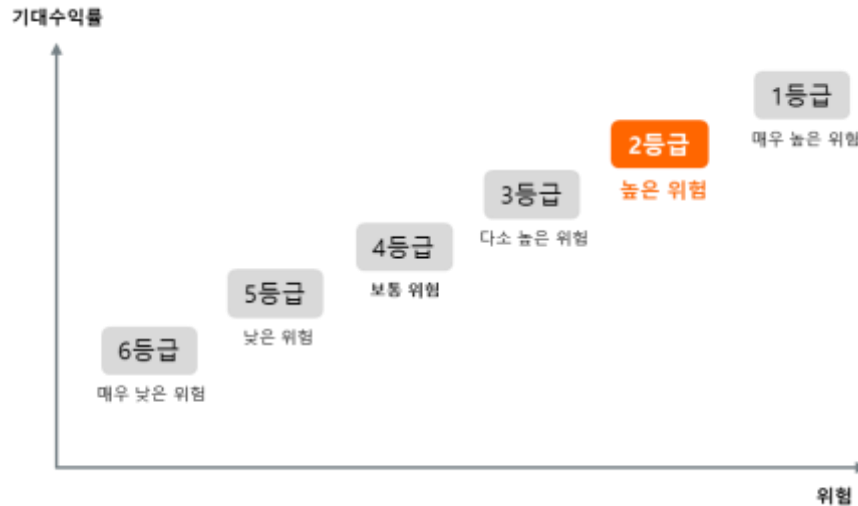 기대수익률
1등급
매우 높은 위험
2등급
높은 위험
3등급
다소 높은 위험
4등급
보통 위험
5등급
낮은 위험
6등급
매우 낮은 위험
위험